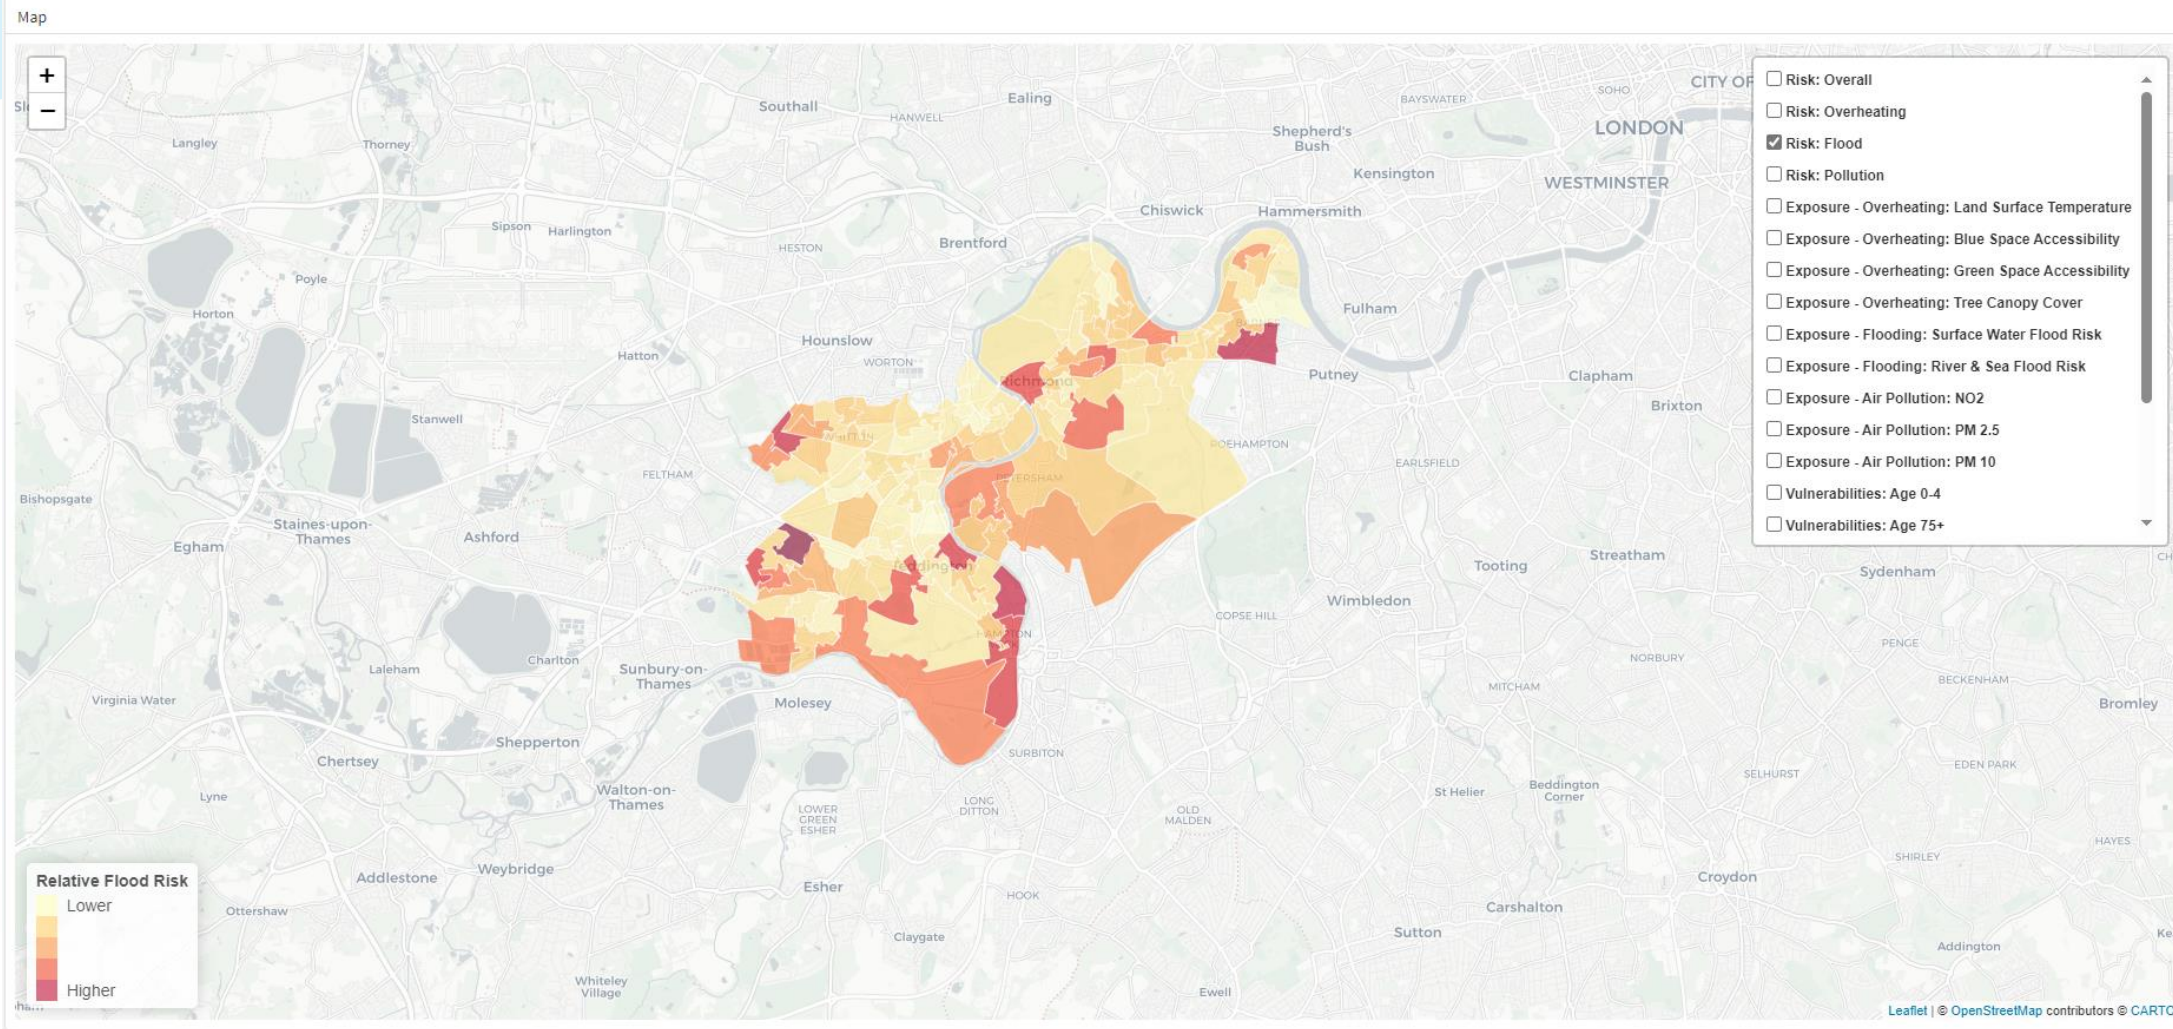 Map
+
−
CITY OF
SOHO
BAYSWATER
Ealing
Southall
HANWELL
LONDON
Shepherd's
Bush
Langley
Thorney
Kensington
WESTMINSTER
Chiswick
Hammersmith
Sipson
Harlington
HESTON
Brentford
Poyle
Horton
Fulham
Hounslow
Hatton
WORTON
Putney
Clapham
Richmond
Brixton
Stanwell
ROEHAMPTON
EARLSFIELD
FELTHAM
PETERSHAM
Bishopsgate
Staines-upon-
Thames
Ashford
Egham
Streatham
Teddington
Tooting
Sydenham
Wimbledon
COPSE HILL
HAMPTON
PENGE
Charlton
Laleham
Sunbury-on-
Thames
NORBURY
BECKENHAM
MITCHAM
Virginia Water
Molesey
Bromley
Shepperton
SURBITON
Chertsey
EDEN PARK
SELHURST
Walton-on-
Thames
St Helier
Beddington
Corner
Lyne
LONG
DITTON
LOWER
GREEN
ESHER
OLD
MALDEN
HAYES
SHIRLEY
Weybridge
Addlestone
Esher
Croydon
HOOK
Carshalton
Ottershaw
Sutton
Claygate
Addington
Whiteley
Village
Ewell
Risk: Overall
Risk: Overheating
Risk: Flood
Risk: Pollution
Exposure - Overheating: Land Surface Temperature
Exposure - Overheating: Blue Space Accessibility
Exposure - Overheating: Green Space Accessibility
Exposure - Overheating: Tree Canopy Cover
Exposure - Flooding: Surface Water Flood Risk
Exposure - Flooding: River & Sea Flood Risk
Exposure - Air Pollution: NO2
Exposure - Air Pollution: PM 2.5
Exposure - Air Pollution: PM 10
Vulnerabilities: Age 0-4
Vulnerabilities: Age 75+
Relative Flood Risk
Lower
Higher
Leaflet | © OpenStreetMap contributors © CARTO